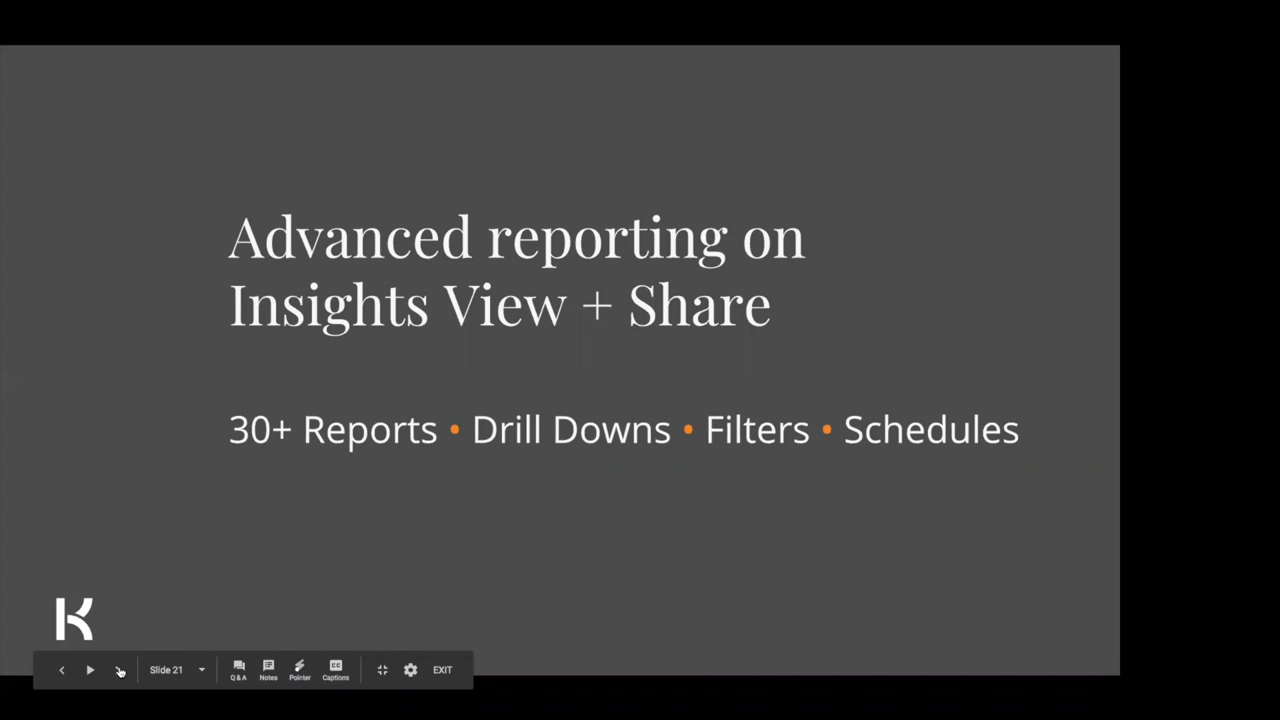 Advanced reporting on
Insights View + Share
30+ Reports • Drill Downs • Filters • Schedules
K
Slide 21
Q & A
Notes
Pointer
Captions
EXIT